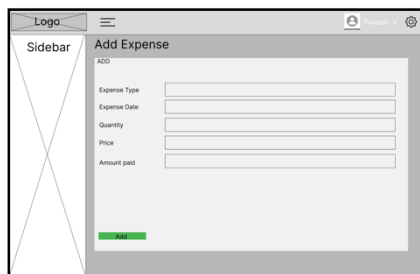 Logo
Sidebar
Add Expense
ADD
Expense Type
Expense Date
Quantity
Price
Amount paid
Add